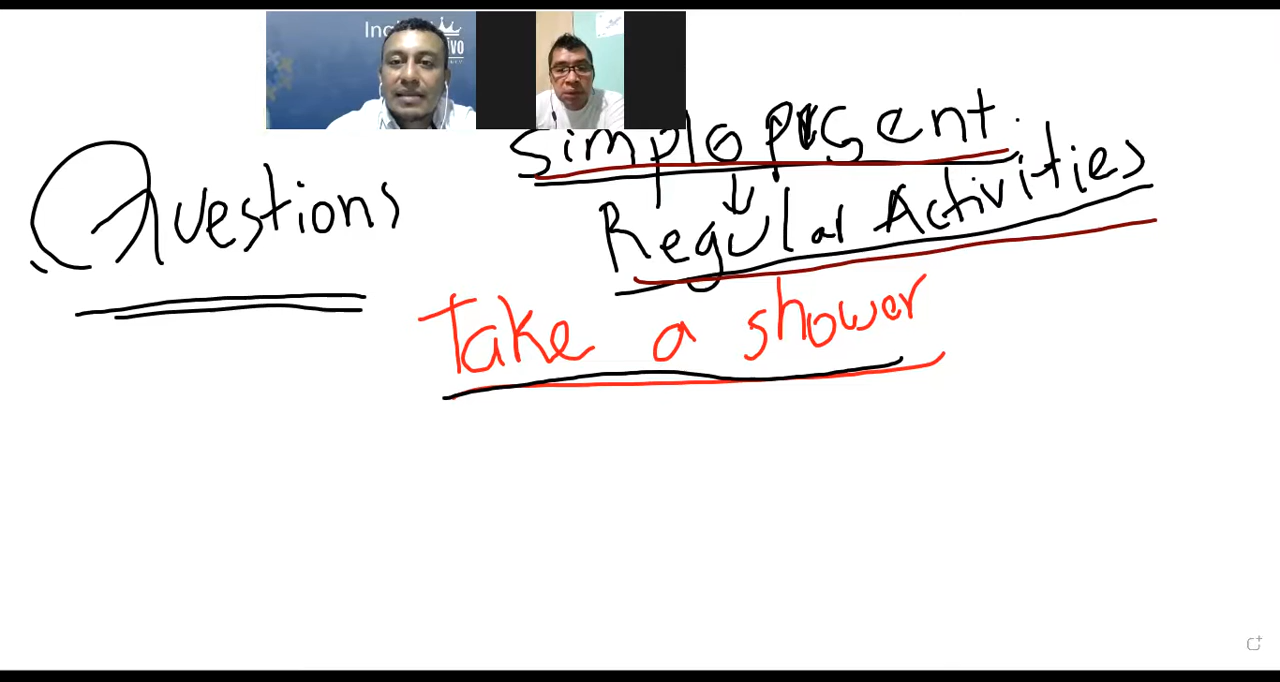 Simple Present.
Questions
Regular Activities
Take a shower